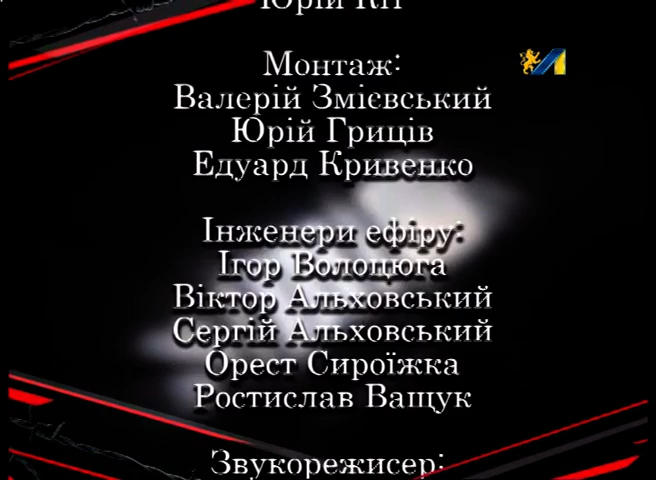 Юрій
Монтаж:
Валерій Змієвський
Юрій Гриців
Едуард Кривенко
Інженери ефіру:
Ігор Волоцюга
Віктор Альховський
Сергій Альховський
Орест Сироїжка
Ростислав Ващук
Звукорежисер: